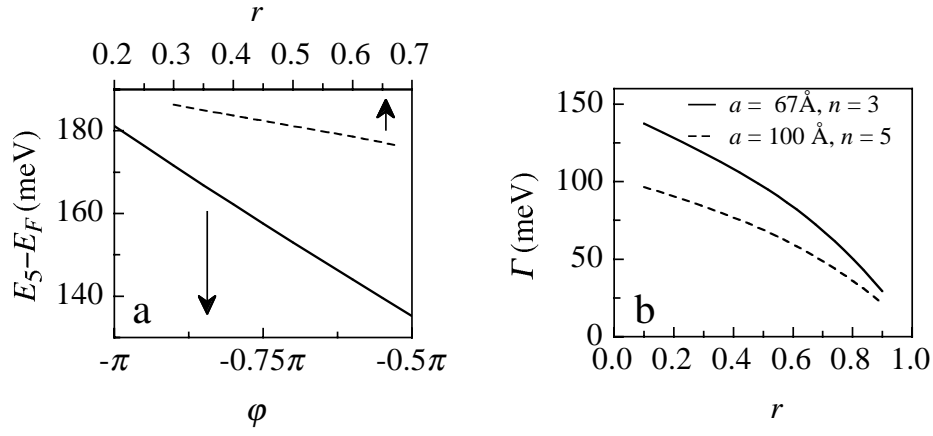 r
0.2 0.3 0.4 0.5 0.6 0.7
E5−EF (meV)
180
160
140
a
-π -0.75π -0.5π
φ
Γ (meV)
150
100
50
0
a = 67Å, n = 3
a = 100 Å, n = 5
b
0.0 0.2 0.4 0.6 0.8 1.0
r